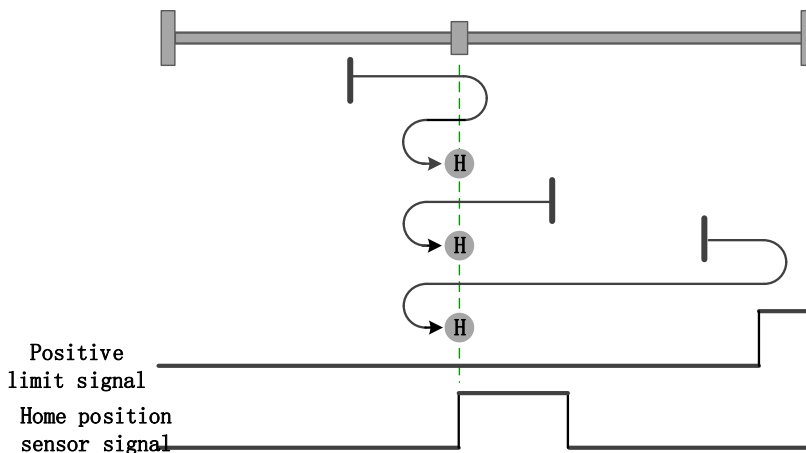 H
H
H
Positive
limit signal
Home position
sensor signal